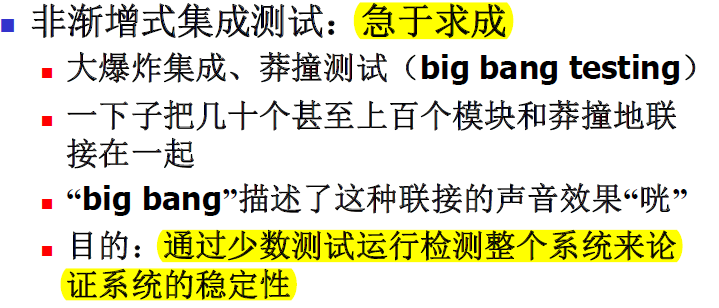 非渐增式集成测试：急于求成
大爆炸集成、莽撞测试（big bang testing）
一下子把几十个甚至上百个模块和莽撞地联
接在一起
“big bang”描述了这种联接的声音效果“咣”
目的：通过少数测试运行检测整个系统来论
证系统的稳定性